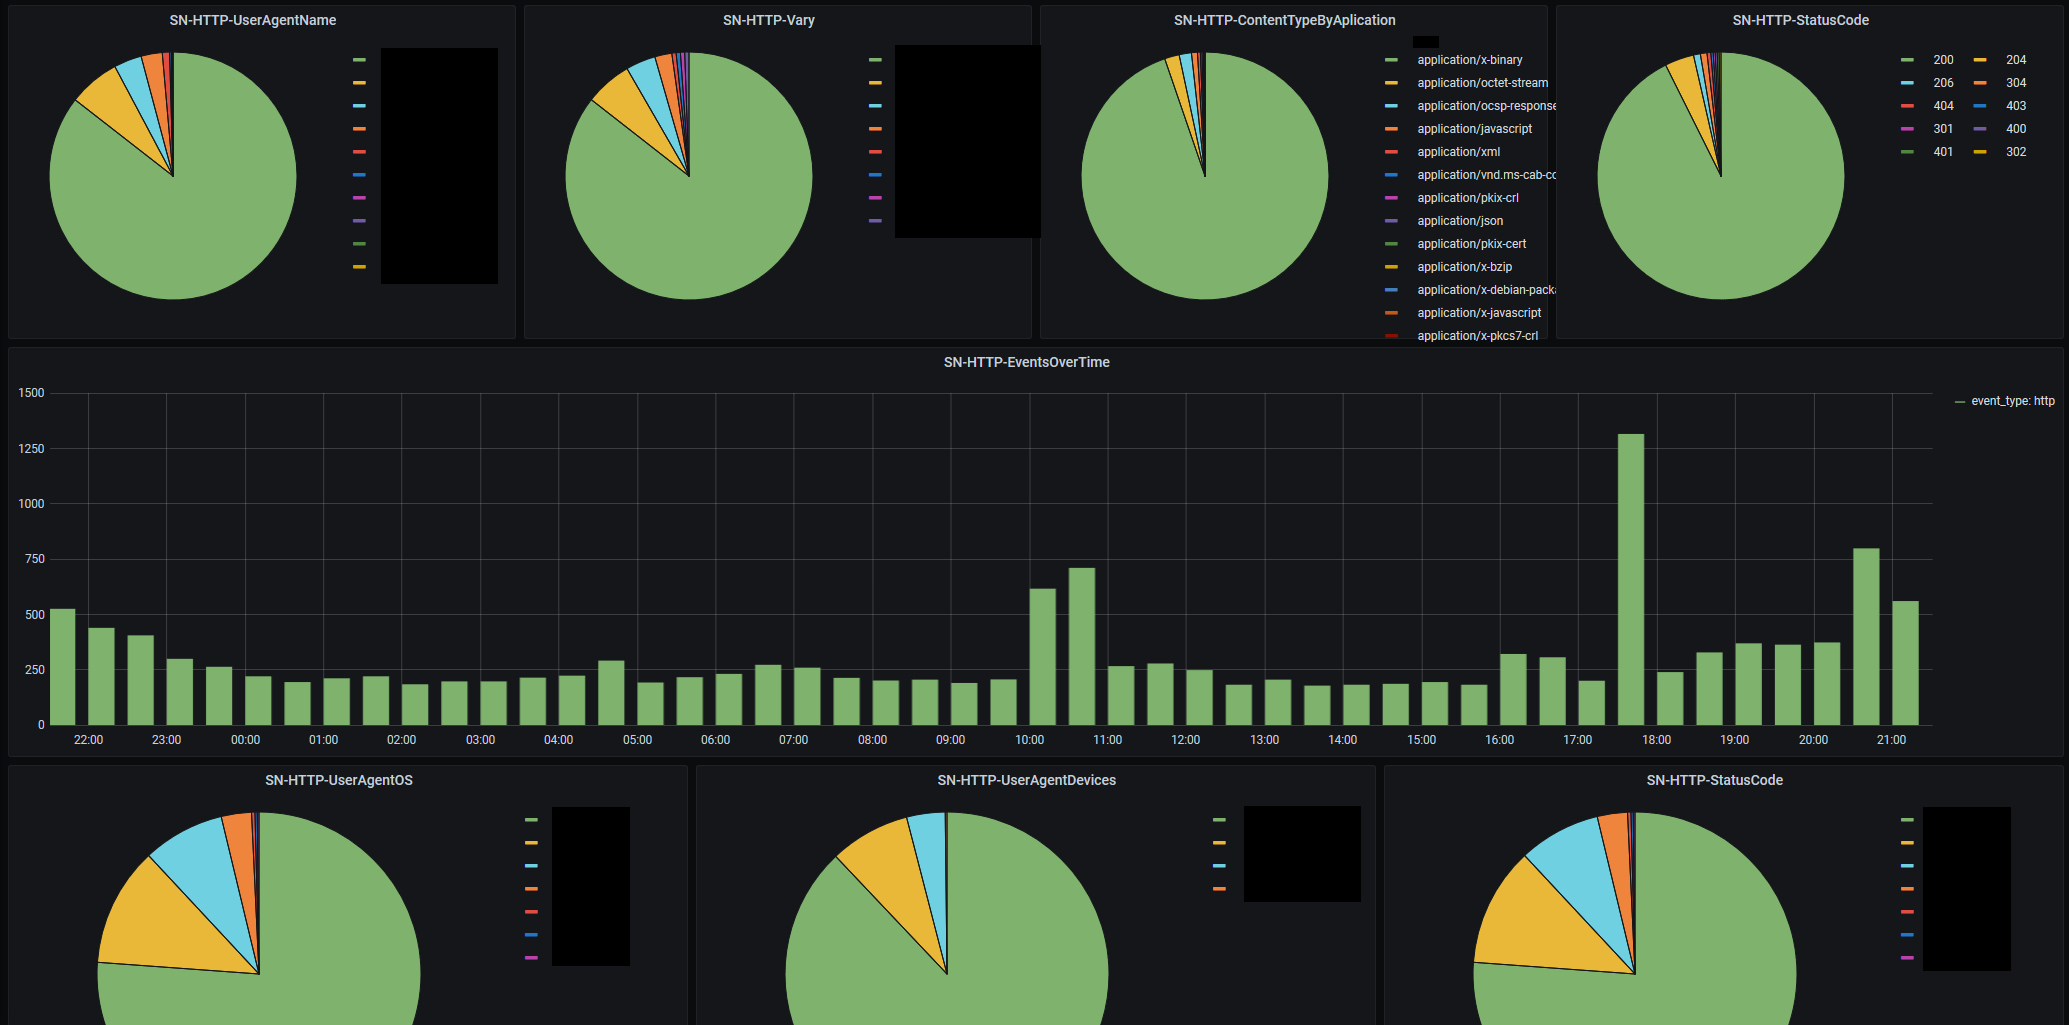 SN-HTTP-UserAgentName
SN-HTTP-Vary
SN-HTTP-ContentTypeByAplication
application/x-binary
application/octet-stream
application/ocsp-response
application/javascript
application/xml
application/vnd.ms-cab-co
application/pkix-crl
application/json
application/pkix-cert
application/x-bzip
application/x-debian-packa
application/x-javascript
application/x-pkcs7-crl
SN-HTTP-StatusCode
200 204
206 304
404 403
301 400
401 302
SN-HTTP-EventsOverTime
1500
1250
1000
750
500
250
0
22:00 23:00 00:00 01:00 02:00 03:00 04:00 05:00 06:00 07:00 08:00 09:00 10:00 11:00 12:00 13:00 14:00 15:00 16:00 17:00 18:00 19:00 20:00 21:00
event_type: http
SN-HTTP-UserAgentOS
SN-HTTP-UserAgentDevices
SN-HTTP-StatusCode